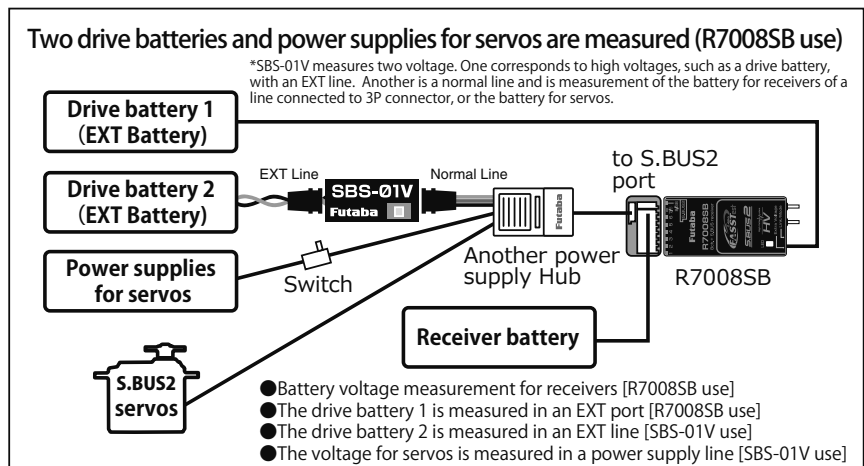 Two drive batteries and power supplies for servos are measured (R7008SB use)
*SBS-01V measures two voltage. One corresponds to high voltages, such as a drive battery,
with an EXT line. Another is a normal line and is measurement of the battery for receivers of a
line connected to 3P connector, or the battery for servos.
Drive battery 1
(EXT Battery)
Drive battery 2
(EXT Battery)
EXT Line
SBS-01V
Futaba
Normal Line
Futaba
to S.BUS2
port
Futaba
R7008SB
FASSTest
S.BUS2
HV
Another power
supply Hub
R7008SB
Power supplies
for servos
Switch
Receiver battery
S.BUS2
servos
●Battery voltage measurement for receivers [R7008SB use]
●The drive battery 1 is measured in an EXT port [R7008SB use]
●The drive battery 2 is measured in an EXT line [SBS-01V use]
●The voltage for servos is measured in a power supply line [SBS-01V use]